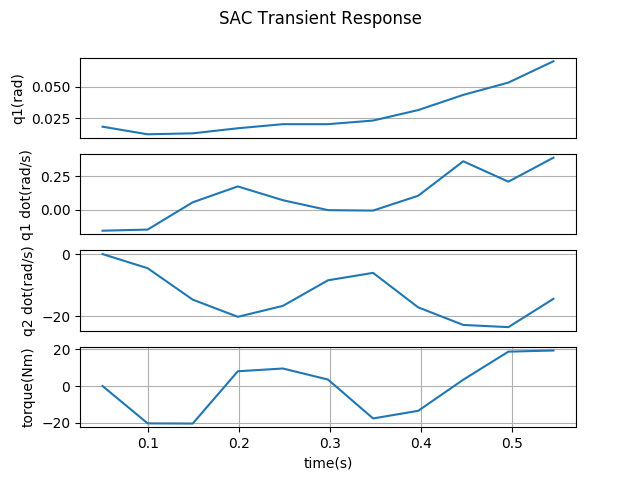 SAC Transient Response
q1(rad)
0.050
0.025
q1 dot(rad/s)
0.25
0.00
q2 dot(rad/s)
0
−20
torque(Nm)
20
0
−20
0.1 0.2 0.3 0.4 0.5
time(s)